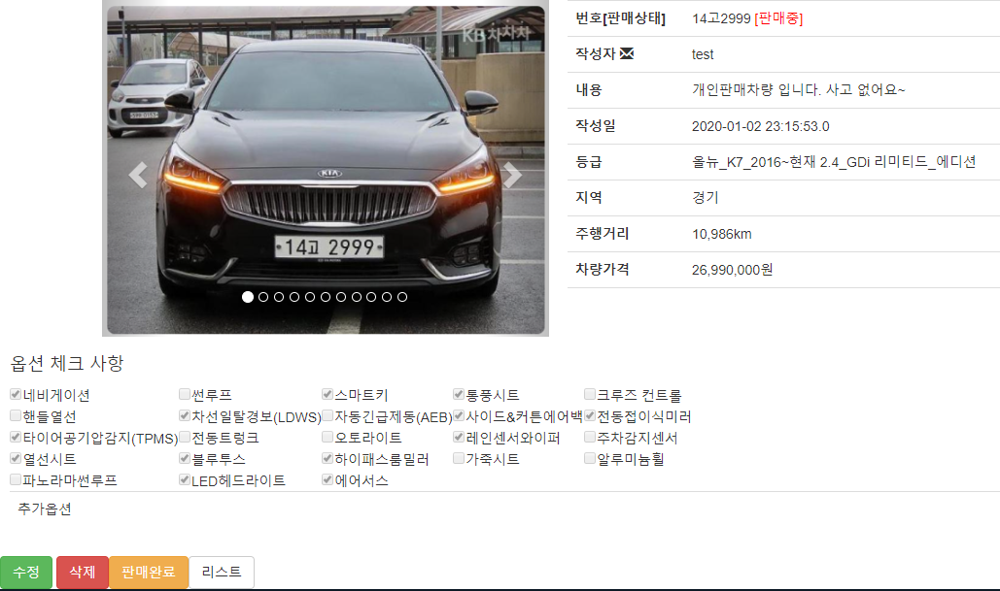 KB차차차
KIA
14고 2999
번호[판매상태] 14고2999 [판매중]
작성자 test
내용 개인판매차량 입니다. 사고 없어요~
작성일 2020-01-02 23:15:53.0
등급 올뉴_K7_2016~현재 2.4_GDi 리미티드_에디션
지역 경기
주행거리 10,986km
차량가격 26,990,000원
옵션 체크 사항
네비게이션 썬루프 스마트키 통풍시트 크루즈 컨트롤
핸들열선 차선일탈경보(LDWS) 자동긴급제동(AEB) 사이드&커튼에어백 전동접이식미러
타이어공기압감지(TPMS) 전동트렁크 오토라이트 레인센서와이퍼 주차감지센서
열선시트 블루투스 하이패스룸밀러 가죽시트 알루미늄휠
파노라마썬루프 LED헤드라이트 에어서스
추가옵션
수정 삭제 판매완료 리스트